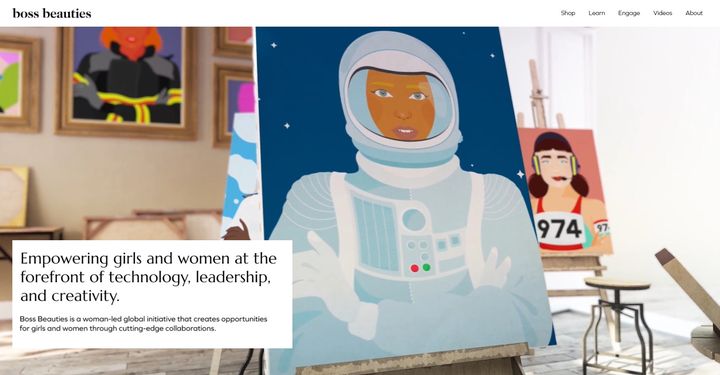 boss beauties
Shop Learn Engage Videos About
974
97
Empowering girls and women at the
forefront of technology, leadership,
and creativity.
Boss Beauties is a woman-led global initiative that creates opportunities
for girls and women through cutting-edge collaborations.